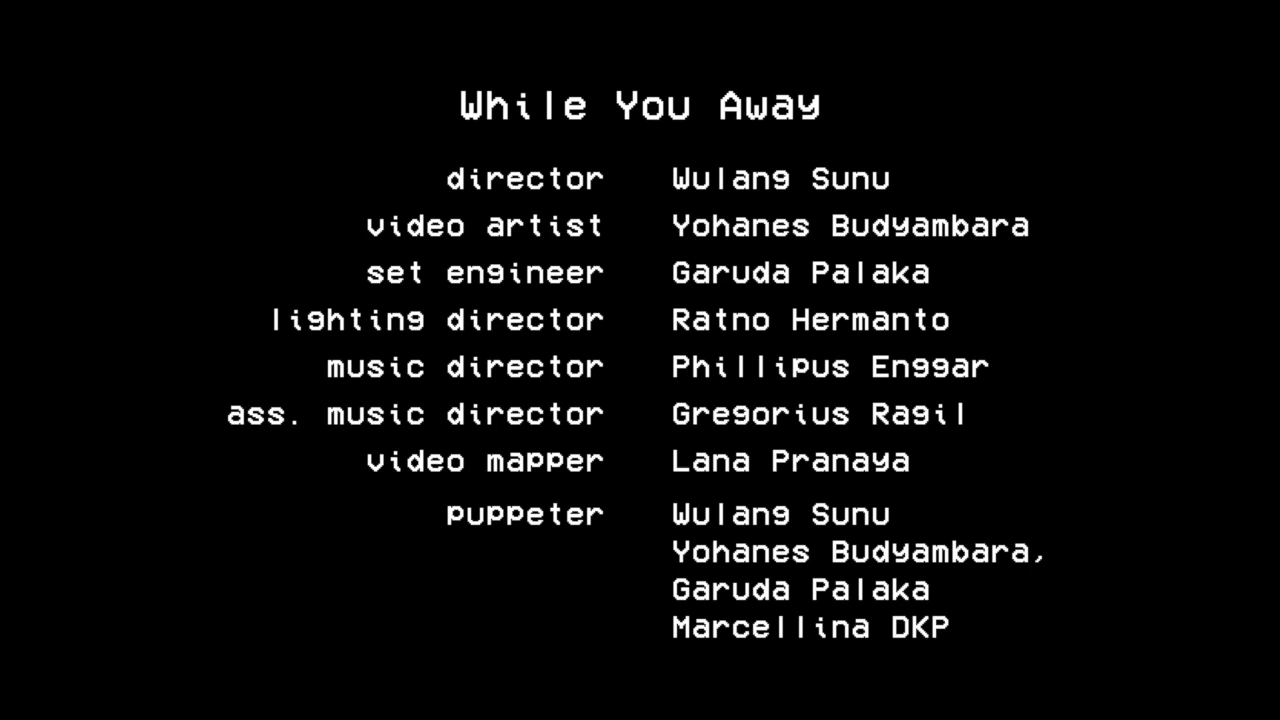 While You Away
director Wulang Sunu
video artist Yohanes Budyambara
set engineer Garuda Palaka
lighting director Ratno Hermanto
music director Phillipus Enggar
ass. music director Gregorius Ragil
video mapper Lana Pranaya
puppeter Wulang Sunu
Yohanes Budyambara,
Garuda Palaka
Marcellina DKP